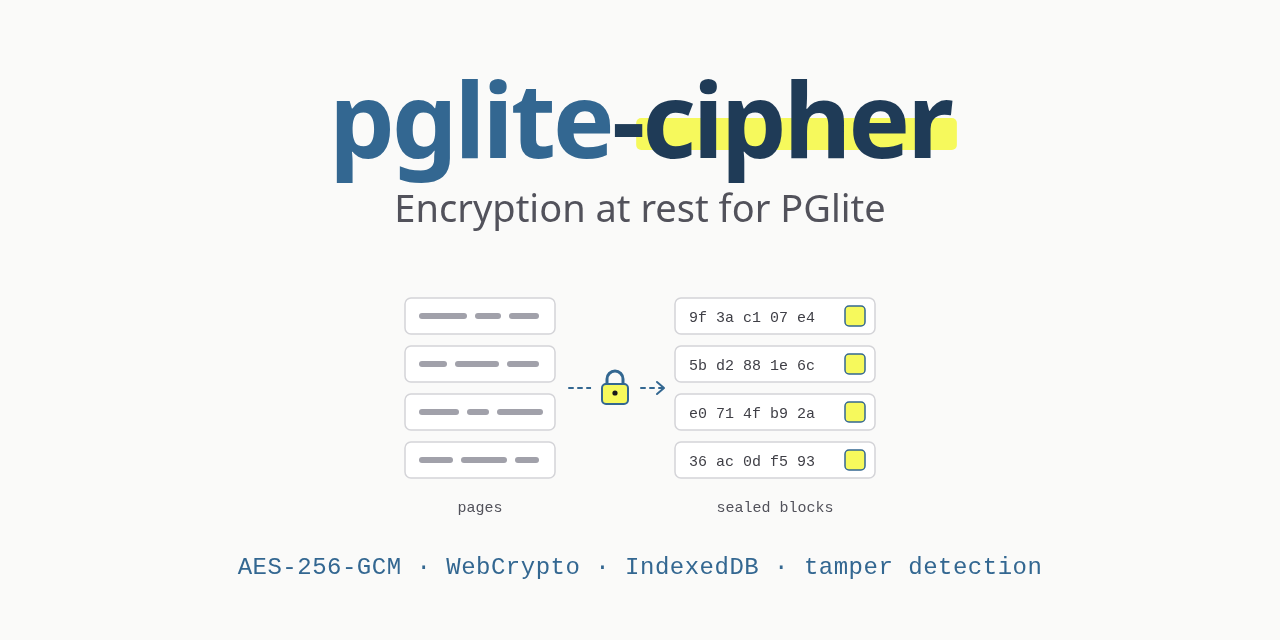 pglite-cipher
Encryption at rest for PGlite
9f 3a c1 07 e4
5b d2 88 1e 6c
e0 71 4f b9 2a
36 ac 0d f5 93
pages
sealed blocks
AES-256-GCM · WebCrypto · IndexedDB · tamper detection